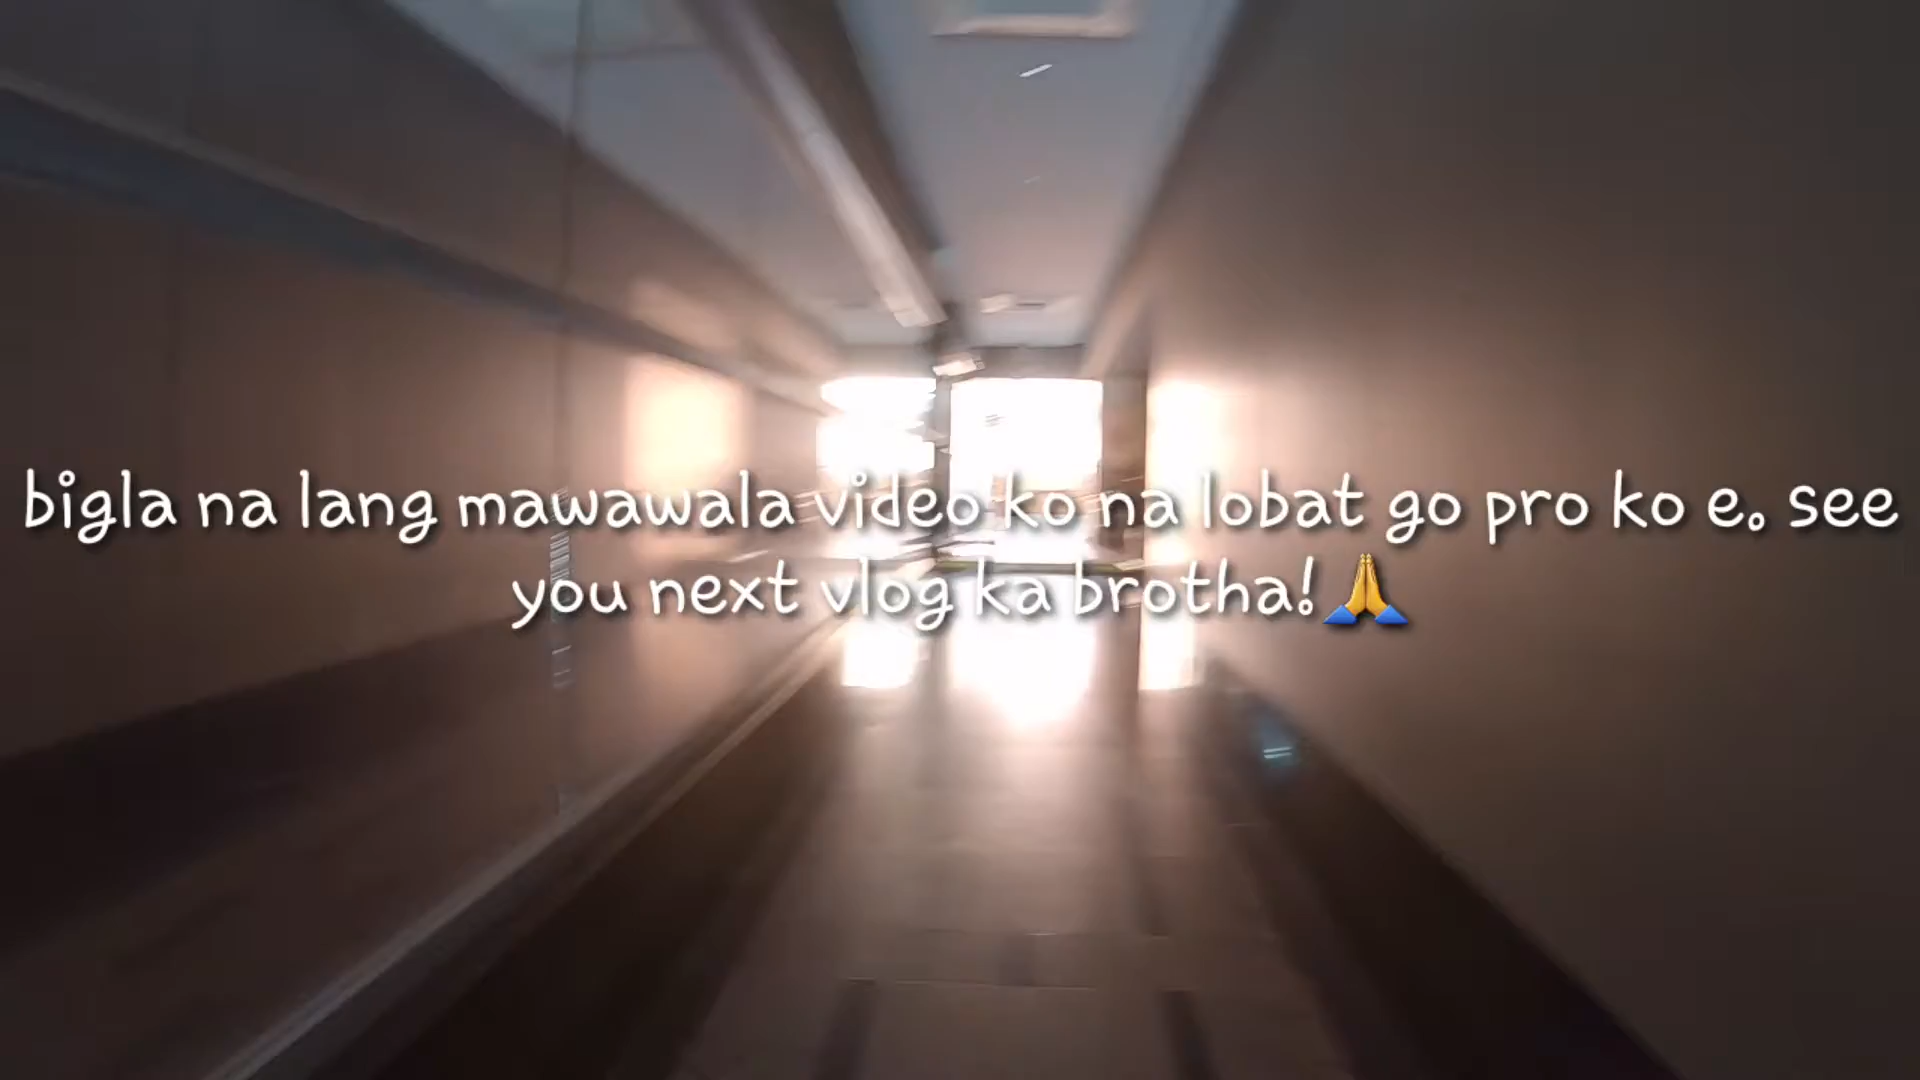 bigla na lang mawawala video ko na lobat go pro ko e. see
you next vlog ka brotha!🙏